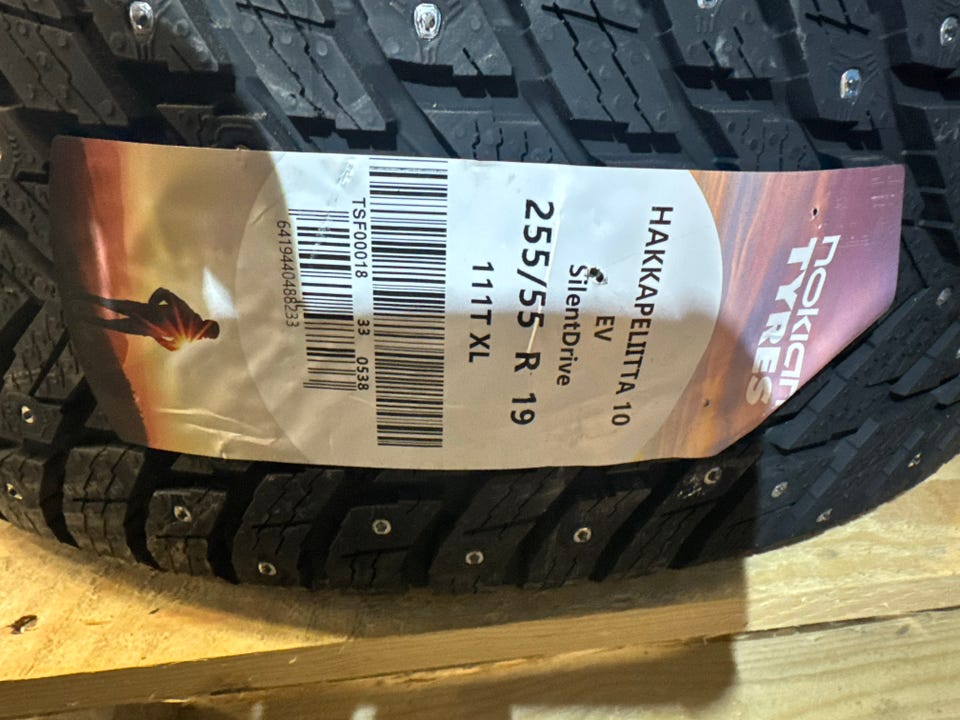 nokian
TYRES
HAKKAPELIITTA 10
EV
SilentDrive
255/55 R 19
111T XL
TSF00018 33 0538
6419440488233